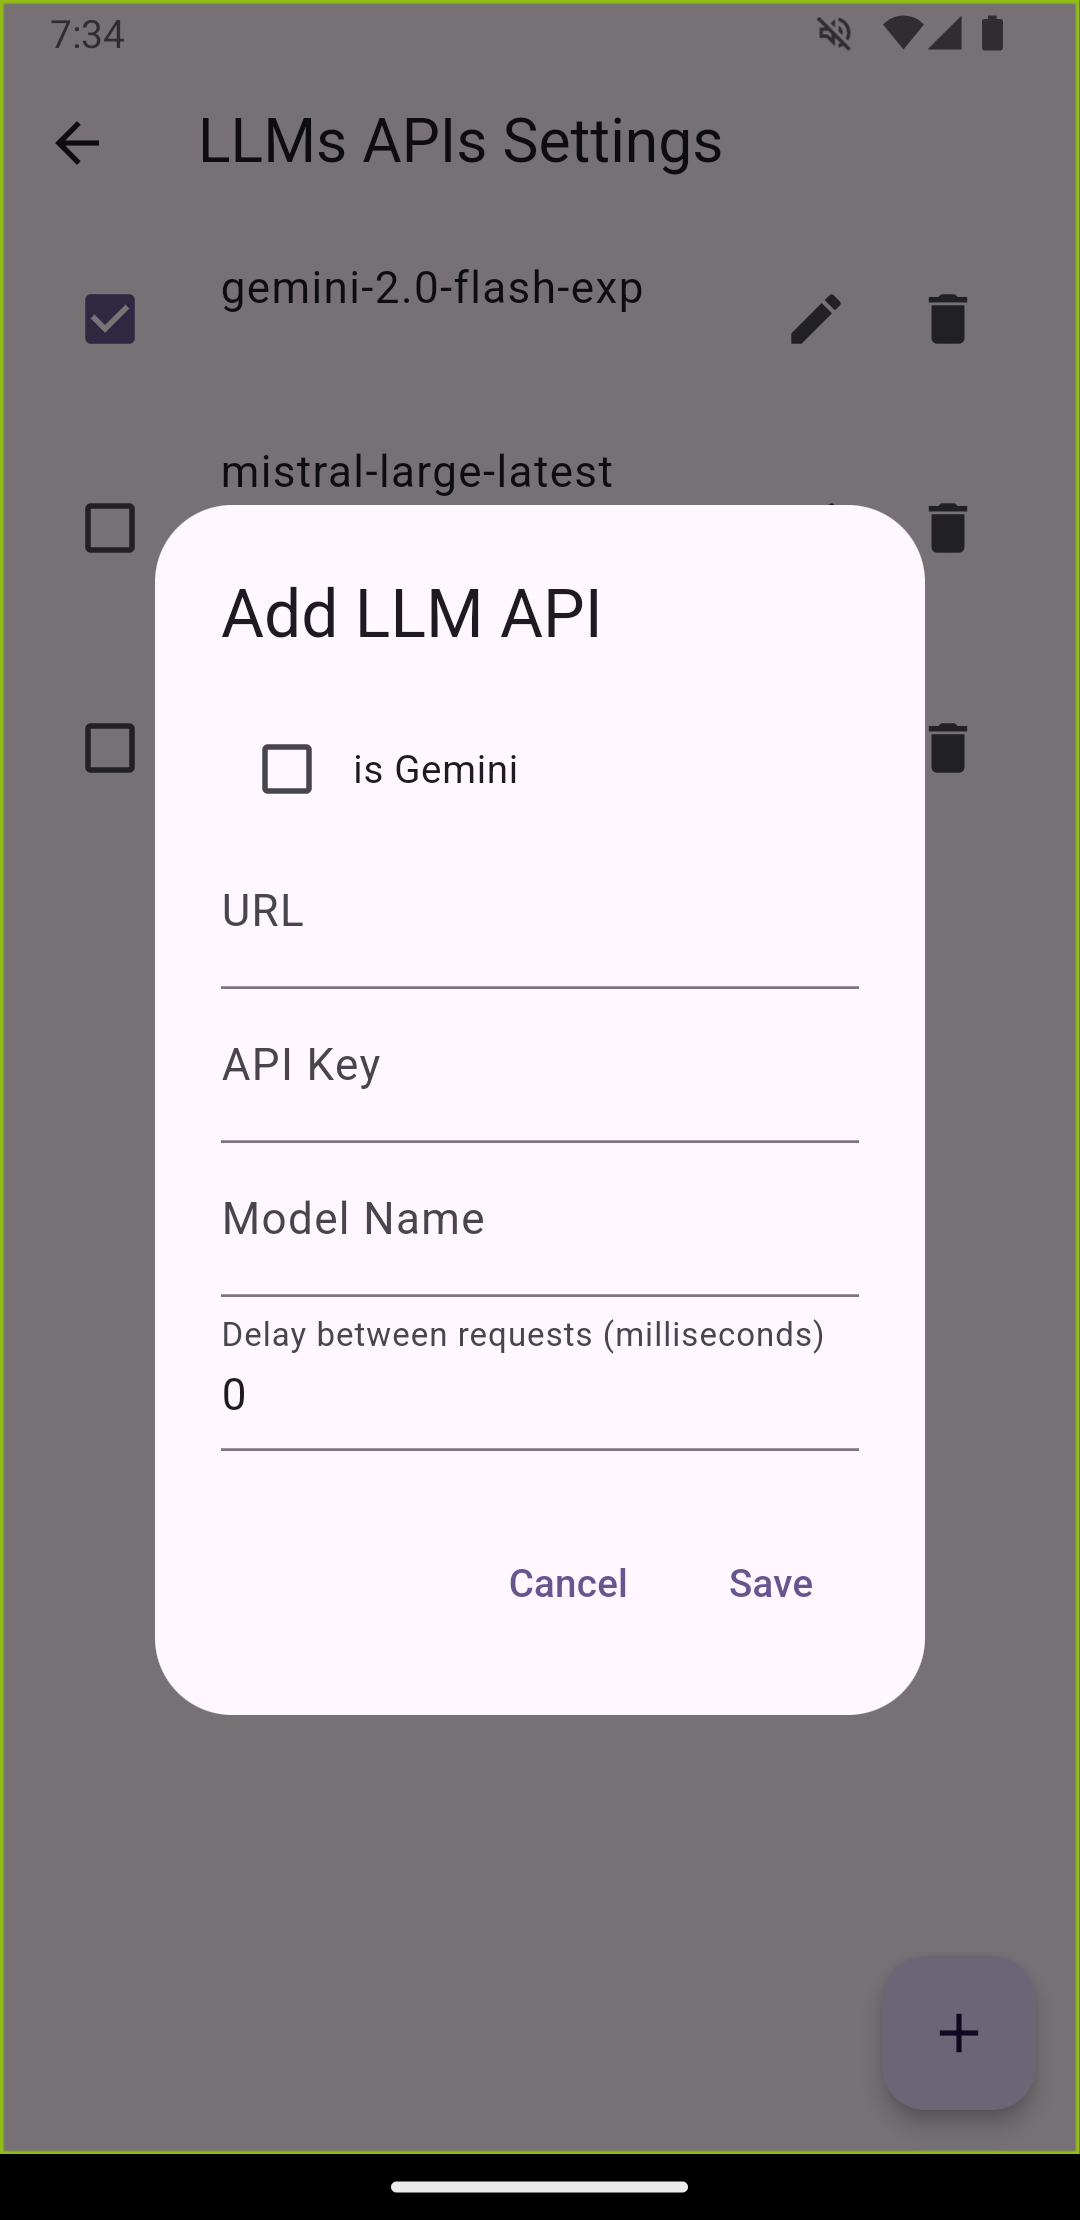 7:34
LLMs APIs Settings
gemini-2.0-flash-exp
mistral-large-latest
Add LLM API
is Gemini
URL
API Key
Model Name
Delay between requests (milliseconds)
0
Cancel Save